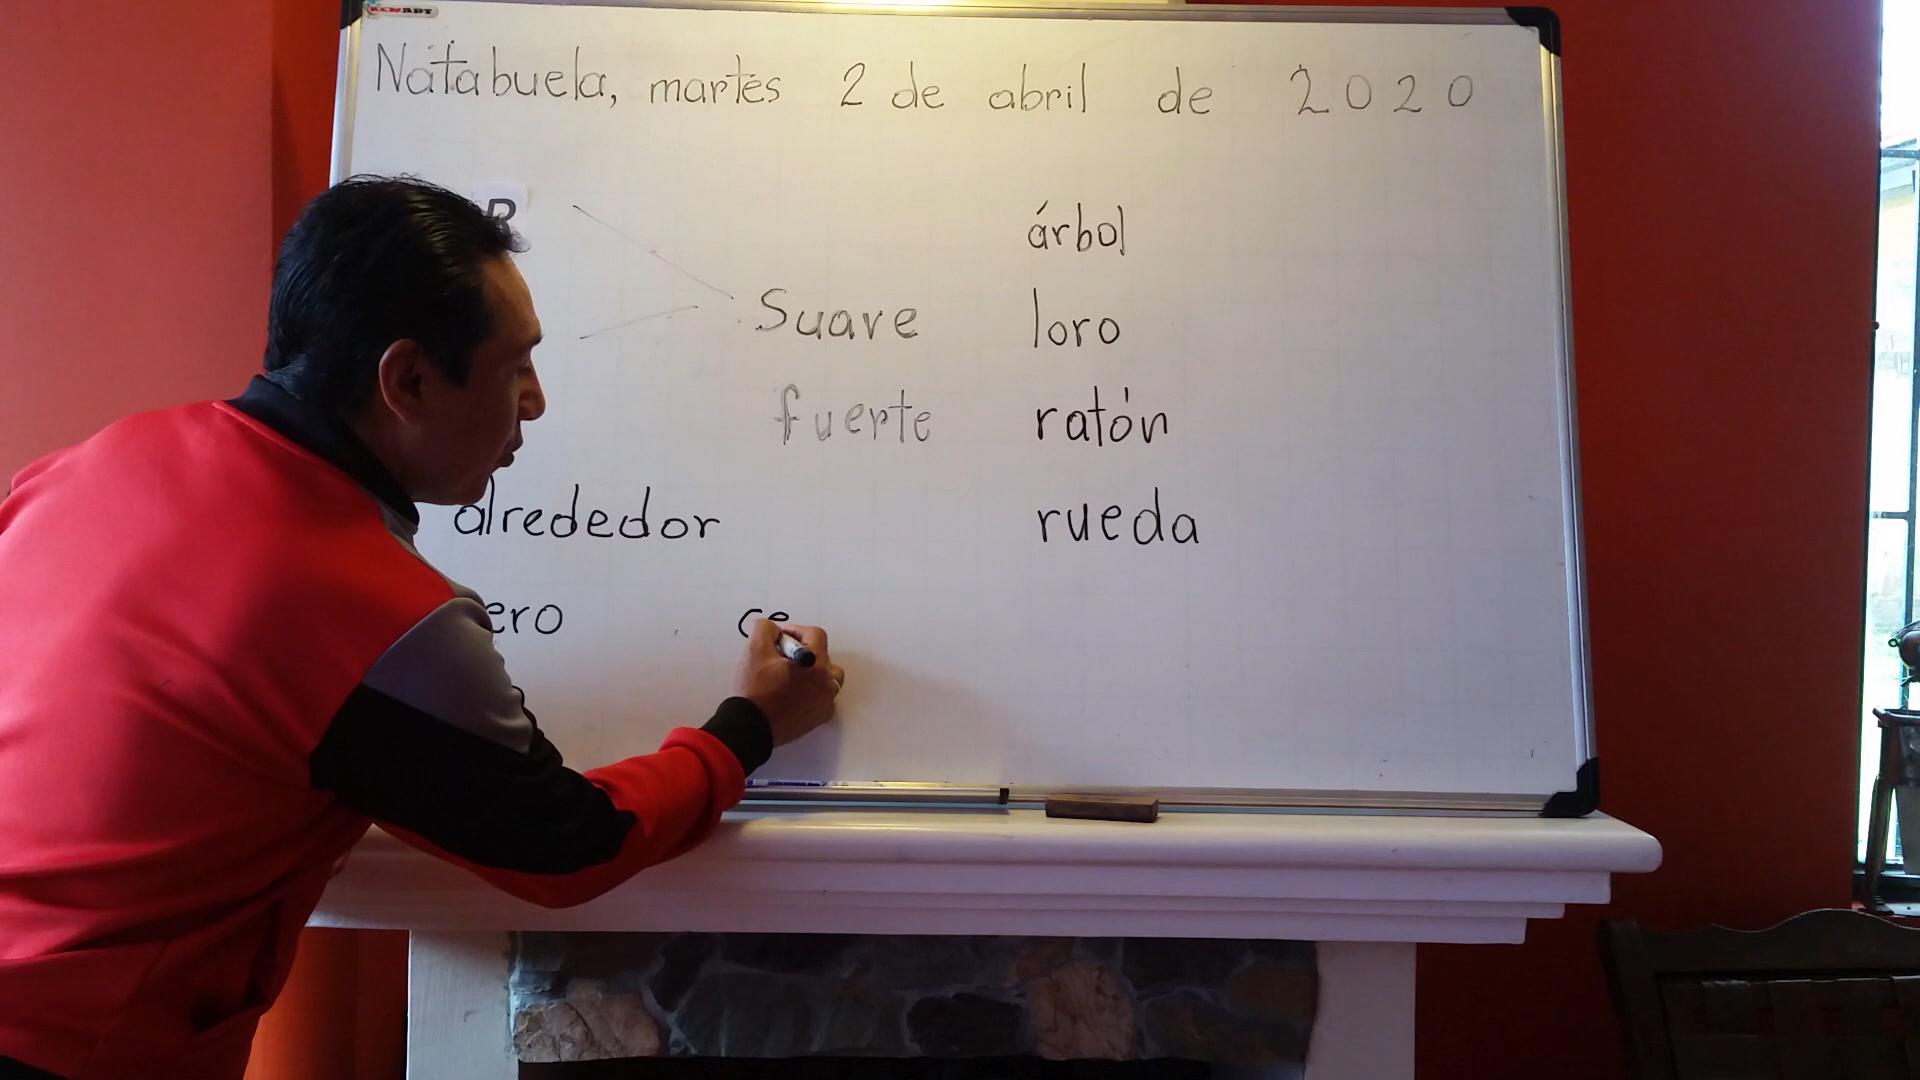 Natabuela, martes 2 de abril de 2020
R
árbol
Suave loro
fuerte ratón
alrededor rueda
ero ce